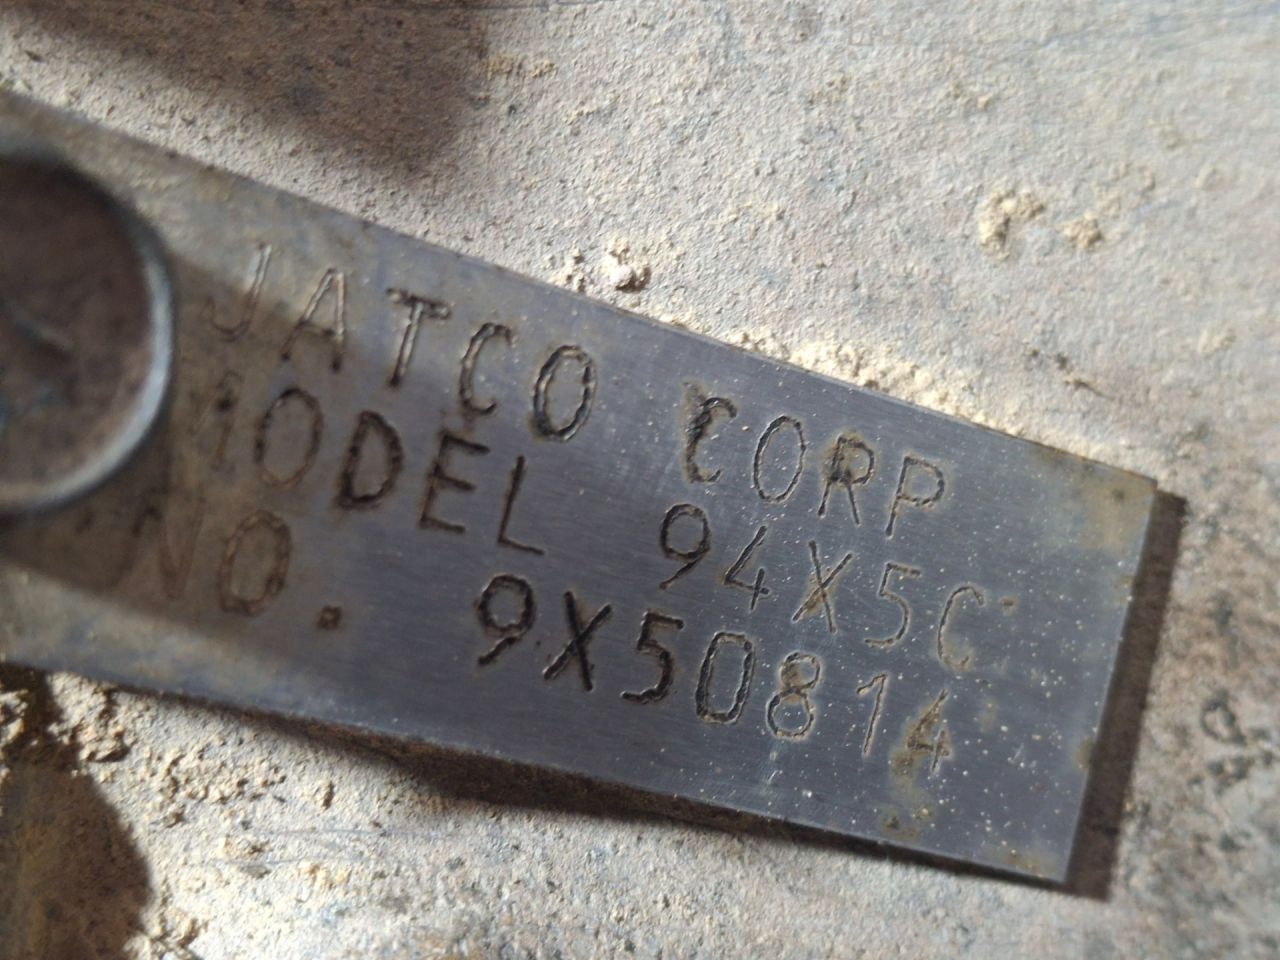 JATCO CORP
MODEL 94X5C
NO. 9X50814